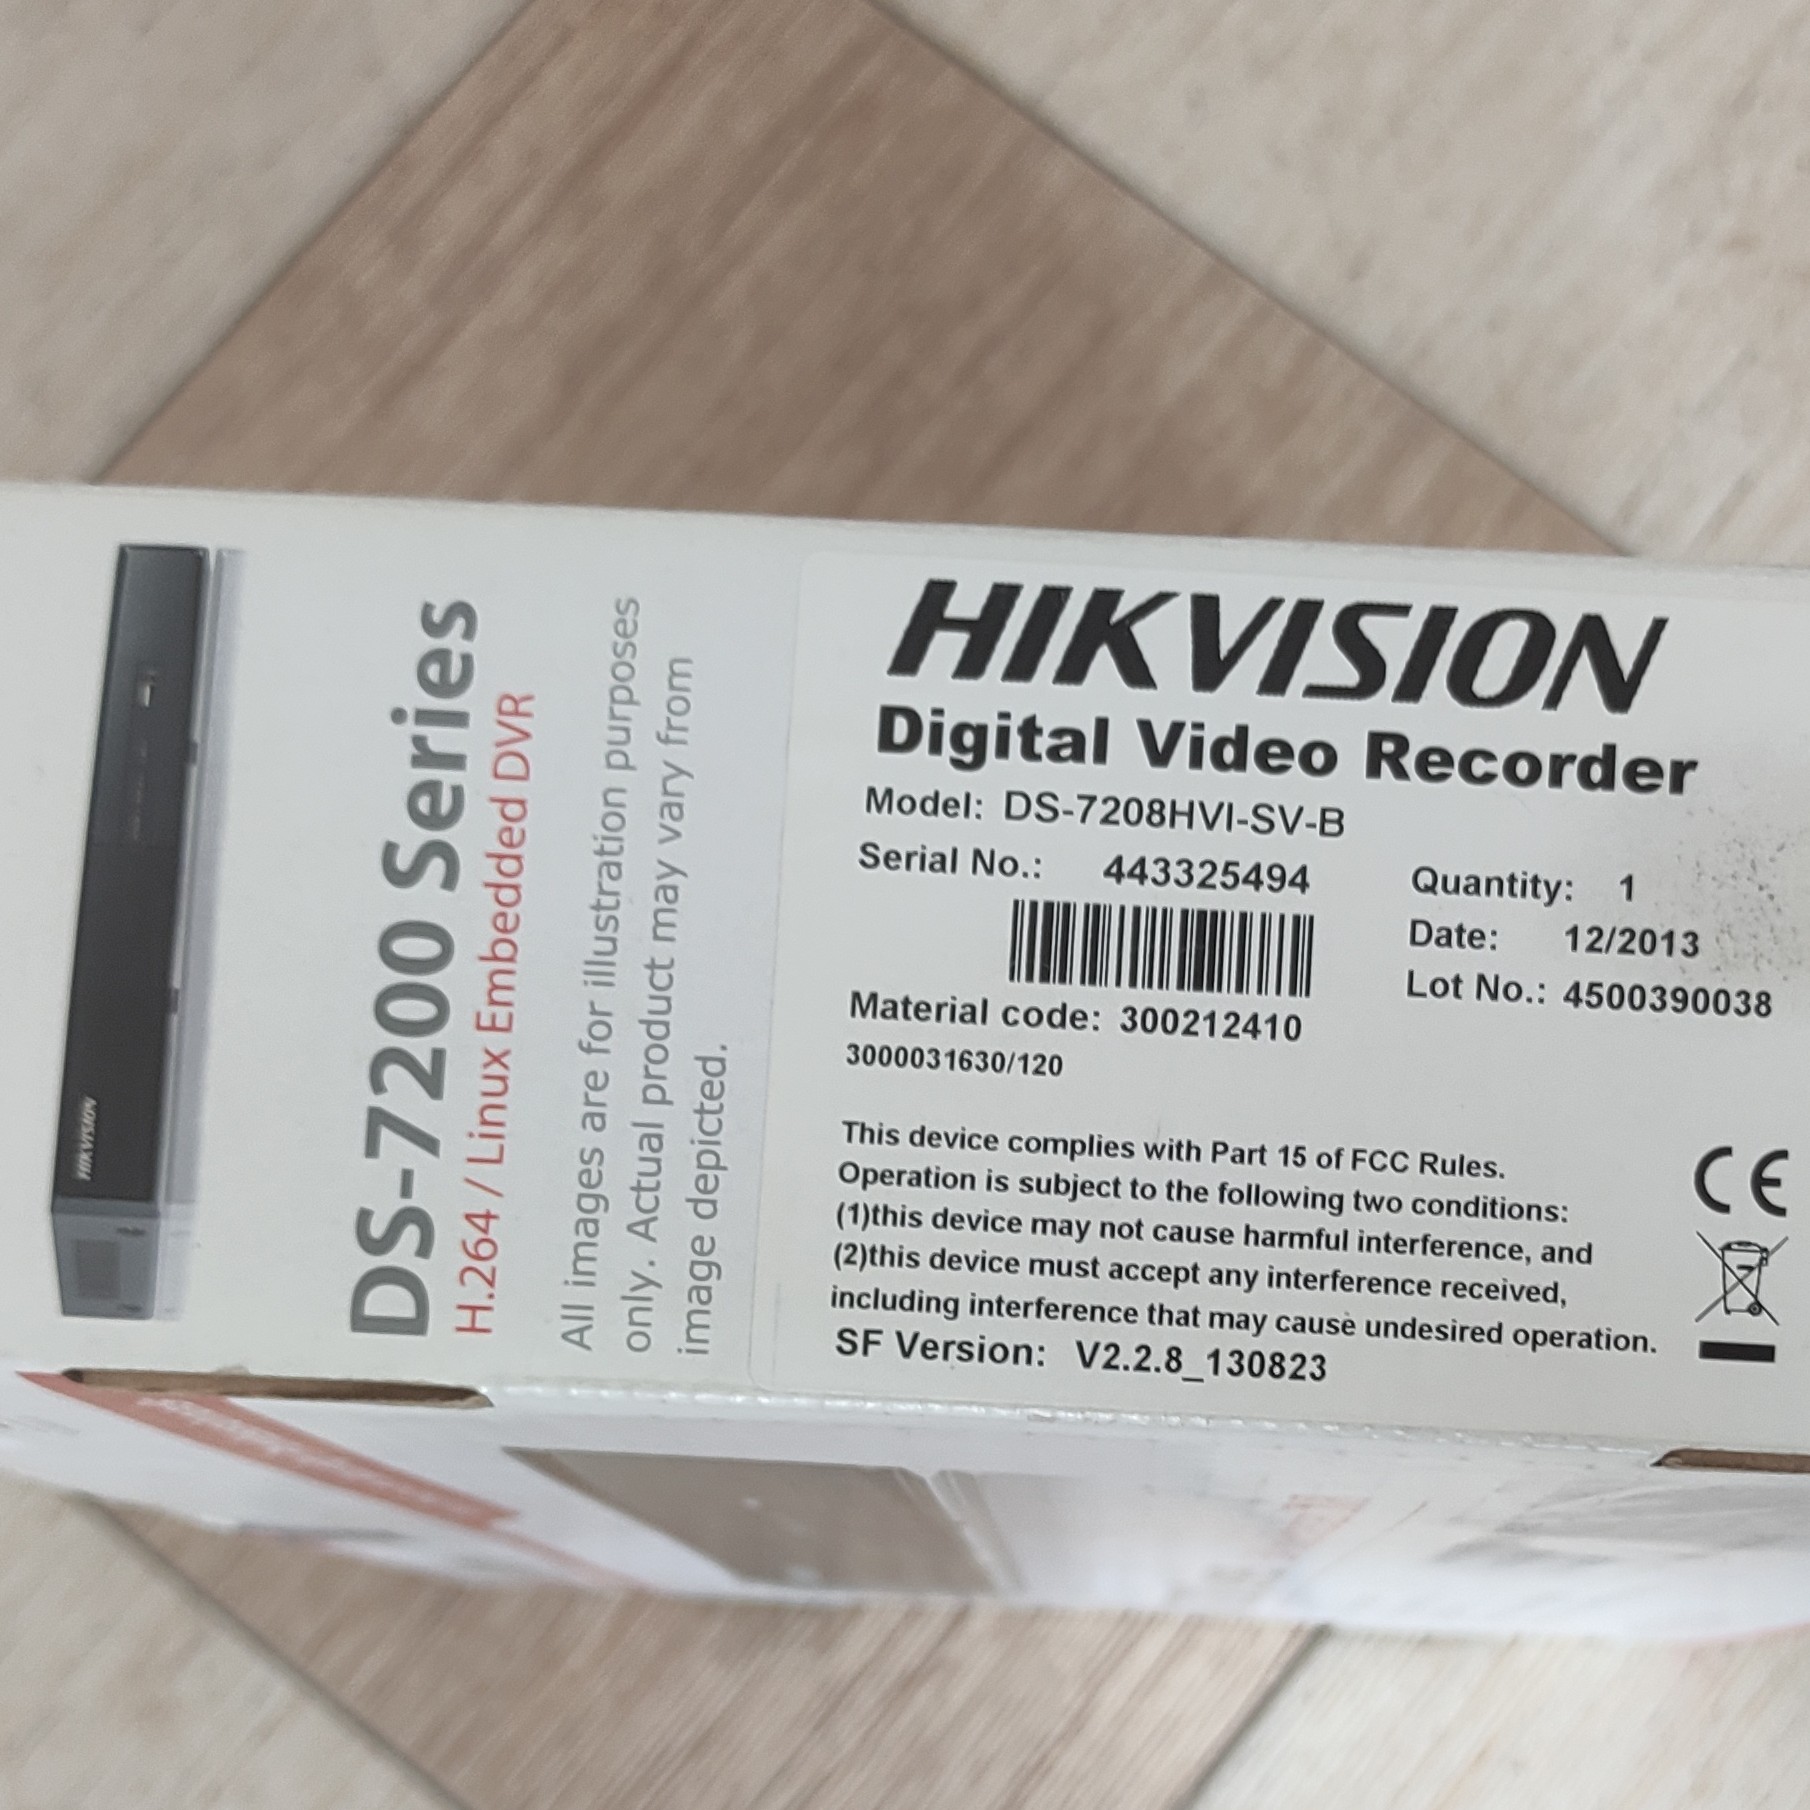 HIKVISION
DS-7200 Series
H.264 / Linux Embedded DVR
All images are for illustration purposes
only. Actual product may vary from
image depicted.
HIKVISION
Digital Video Recorder
Model: DS-7208HVI-SV-B
Serial No.: 443325494
Quantity: 1
Date: 12/2013
Lot No.: 4500390038
Material code: 300212410
3000031630/120
This device complies with Part 15 of FCC Rules.
Operation is subject to the following two conditions:
(1)this device may not cause harmful interference, and
(2)this device must accept any interference received,
including interference that may cause undesired operation.
SF Version: V2.2.8_130823
CE